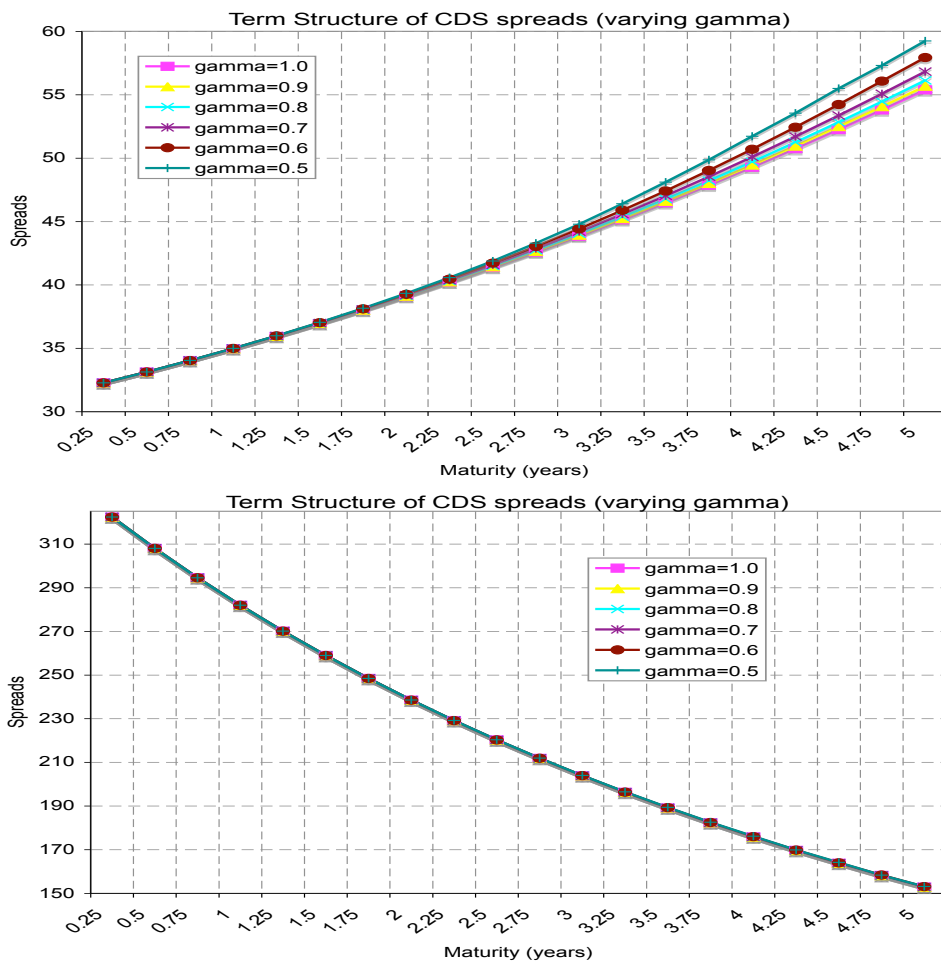 Term Structure of CDS spreads (varying gamma)
60
55
50
45
40
35
30
Spreads
gamma=1.0
gamma=0.9
gamma=0.8
gamma=0.7
gamma=0.6
gamma=0.5
0.25 0.5 0.75 1 1.25 1.5 1.75 2 2.25 2.5 2.75 3 3.25 3.5 3.75 4 4.25 4.5 4.75 5
Maturity (years)
Term Structure of CDS spreads (varying gamma)
310
290
270
250
230
210
190
170
150
Spreads
gamma=1.0
gamma=0.9
gamma=0.8
gamma=0.7
gamma=0.6
gamma=0.5
0.25 0.5 0.75 1 1.25 1.5 1.75 2 2.25 2.5 2.75 3 3.25 3.5 3.75 4 4.25 4.5 4.75 5
Maturity (years)